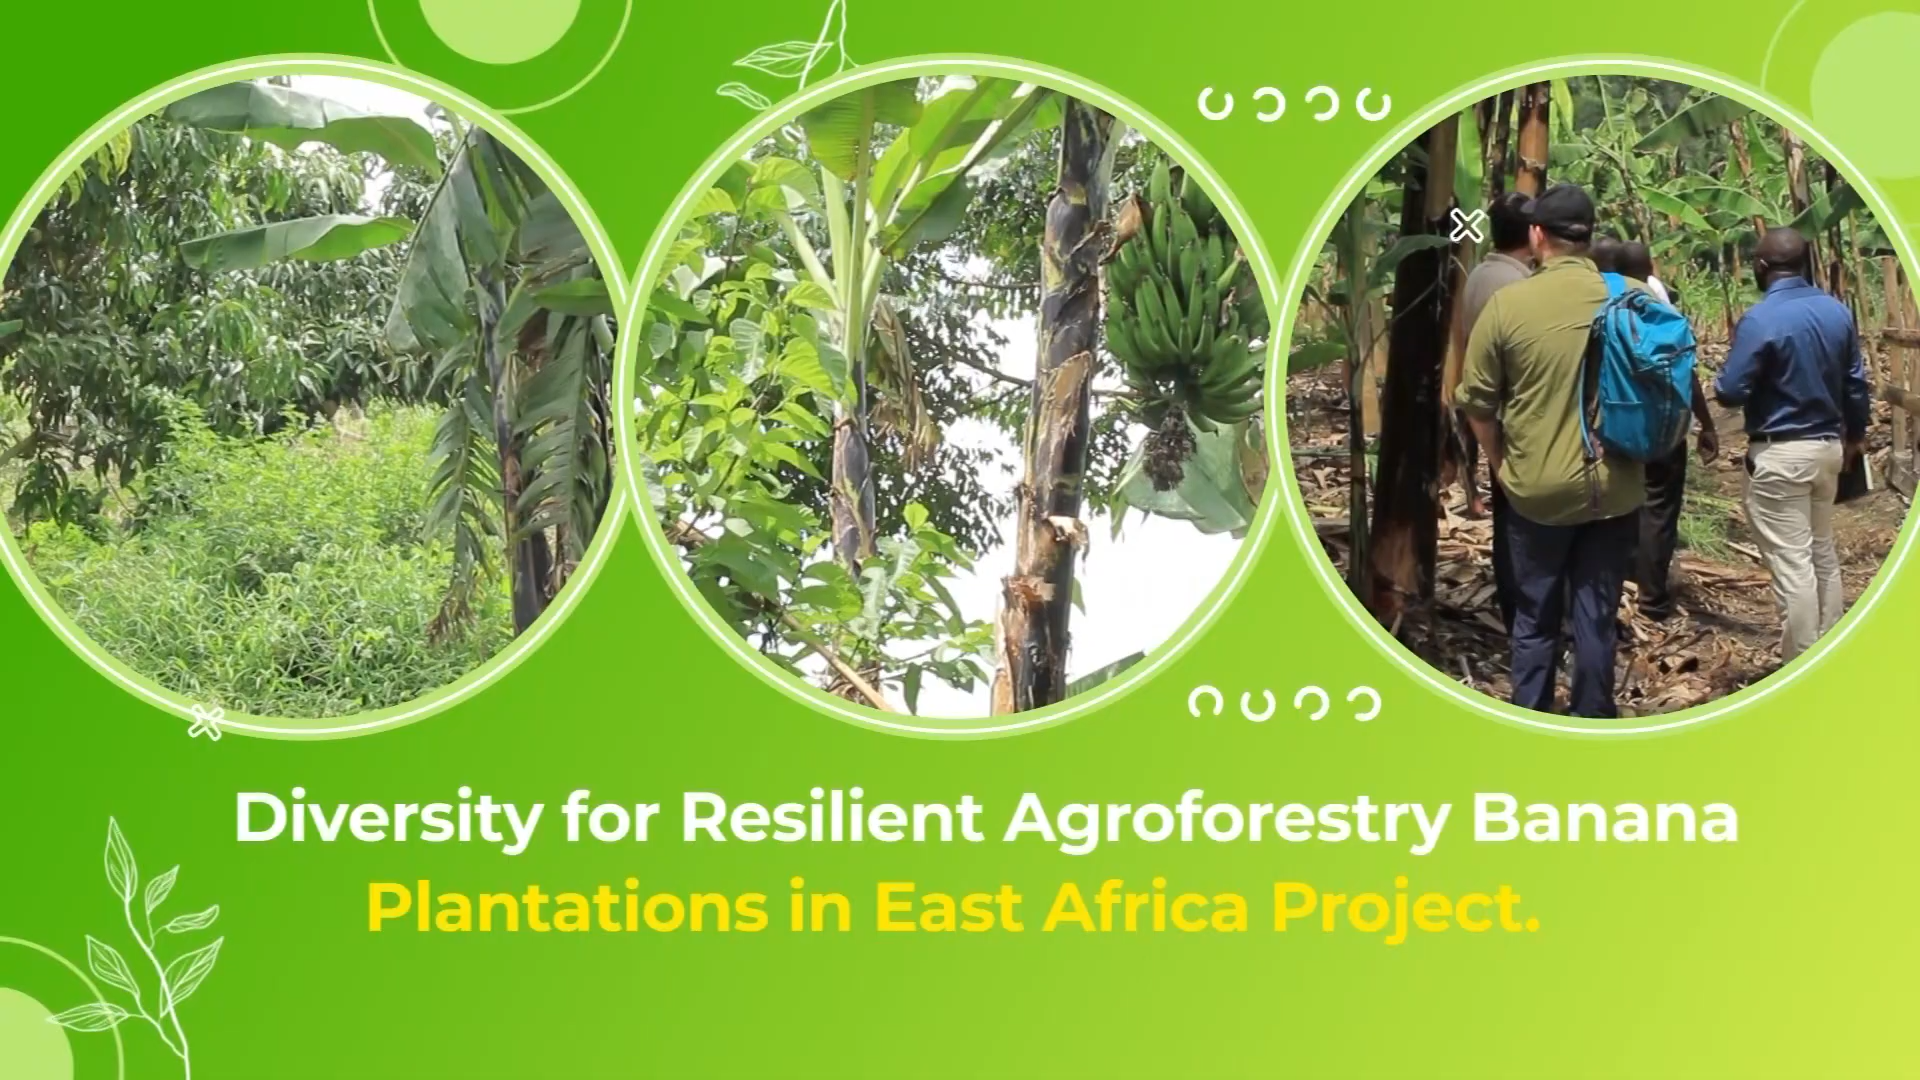 Diversity for Resilient Agroforestry Banana
Plantations in East Africa Project.